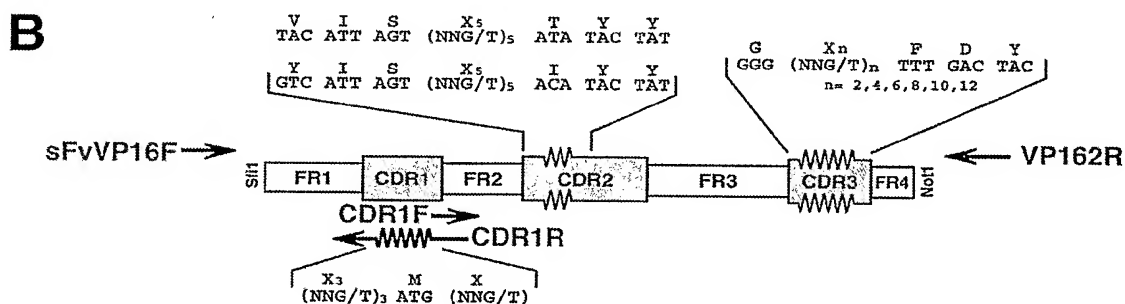 B
V I S X5 T Y Y
TAC ATT AGT (NNG/T)5 ATA TAC TAT
Y I S X5 I Y Y
GTC ATT AGT (NNG/T)5 ACA TAC TAT
G Xn F D Y
GGG (NNG/T)n TTT GAC TAC
n= 2,4,6,8,10,12
sFvVP16F
VP162R
Sfi1 FR1 CDR1 FR2 CDR2 FR3 CDR3 FR4 Not1
CDR1F
CDR1R
X3 M X
(NNG/T)3 ATG (NNG/T)